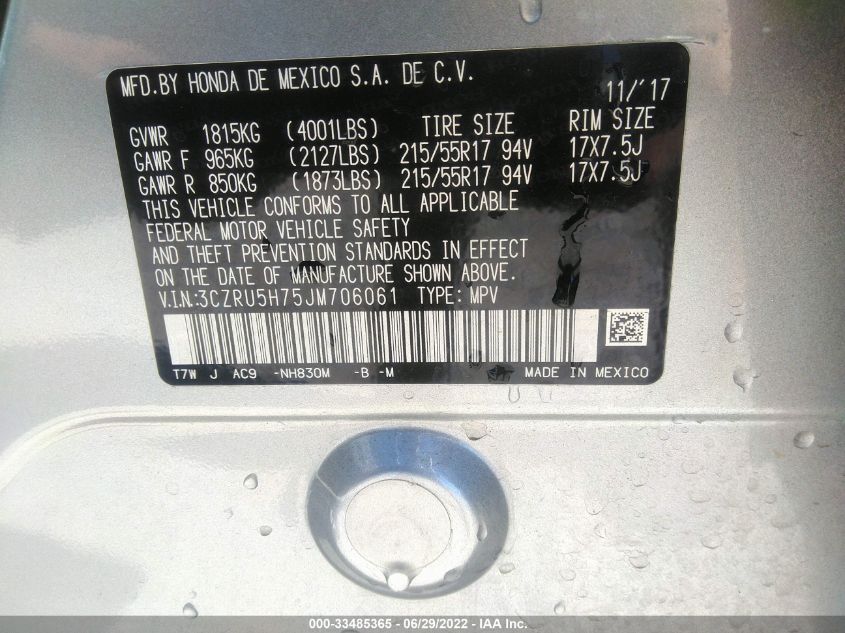 MFD.BY HONDA DE MEXICO S.A. DE C.V. 11/'17
GVWR 1815KG (4001LBS) TIRE SIZE RIM SIZE
GAWR F 965KG (2127LBS) 215/55R17 94V 17X7.5J
GAWR R 850KG (1873LBS) 215/55R17 94V 17X7.5J
THIS VEHICLE CONFORMS TO ALL APPLICABLE
FEDERAL MOTOR VEHICLE SAFETY
AND THEFT PREVENTION STANDARDS IN EFFECT
ON THE DATE OF MANUFACTURE SHOWN ABOVE.
V.I.N:3CZRU5H75JM706061 TYPE: MPV
T7W J AC9 -NH830M -B -M MADE IN MEXICO
000-33485365 - 06/29/2022 - IAA Inc.